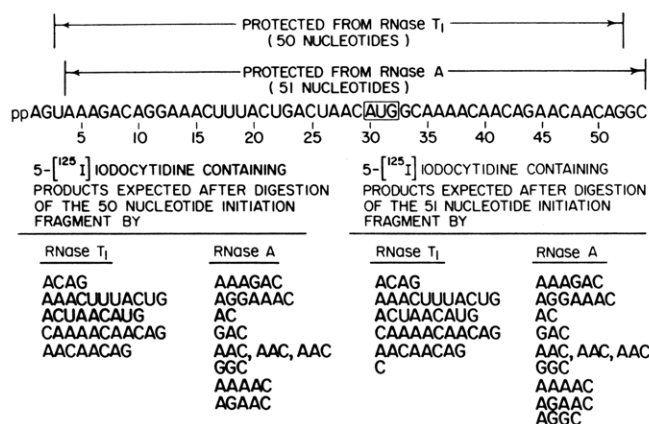 PROTECTED FROM RNase T₁
(50 NUCLEOTIDES)
PROTECTED FROM RNase A
(51 NUCLEOTIDES)
ppAGUAAAGACAGGAAACUUUACUGACUAACAUGGCAAAACAACAGAACAACAGGC
5 10 15 20 25 30 35 40 45 50
5-[¹²⁵I] IODOCYTIDINE CONTAINING
PRODUCTS EXPECTED AFTER DIGESTION
OF THE 50 NUCLEOTIDE INITIATION
FRAGMENT BY
RNase T₁
ACAG
AAACUUUACUG
ACUAACAUG
CAAAACAACAG
AACAACAG
RNase A
AAAGAC
AGGAAAC
AC
GAC
AAC, AAC, AAC
GGC
AAAAC
AGAAC
5-[¹²⁵I] IODOCYTIDINE CONTAINING
PRODUCTS EXPECTED AFTER DIGESTION
OF THE 51 NUCLEOTIDE INITIATION
FRAGMENT BY
RNase T₁
ACAG
AAACUUUACUG
ACUAACAUG
CAAAACAACAG
AACAACAG
C
RNase A
AAAGAC
AGGAAAC
AC
GAC
AAC, AAC, AAC
GGC
AAAAC
AGAAC
AGGC